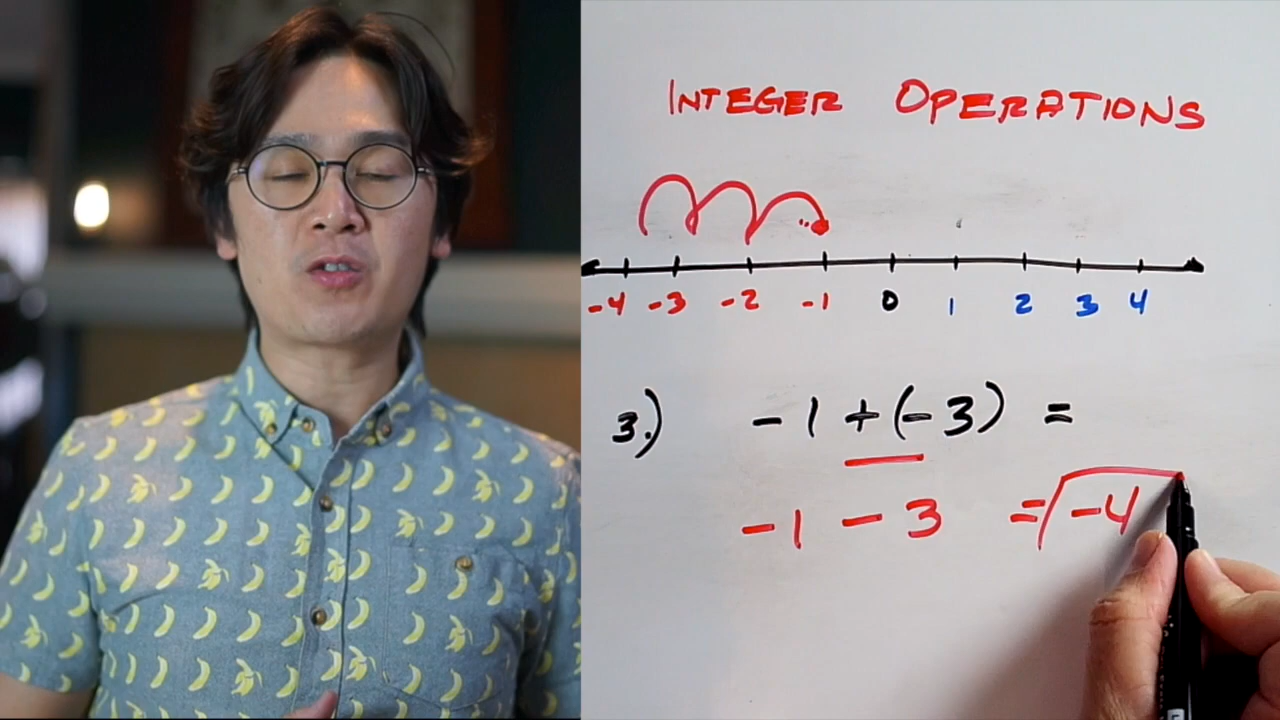 INTEGER OPERATIONS
-4 -3 -2 -1 0 1 2 3 4
3.) -1 + (-3) =
-1 - 3 = -4